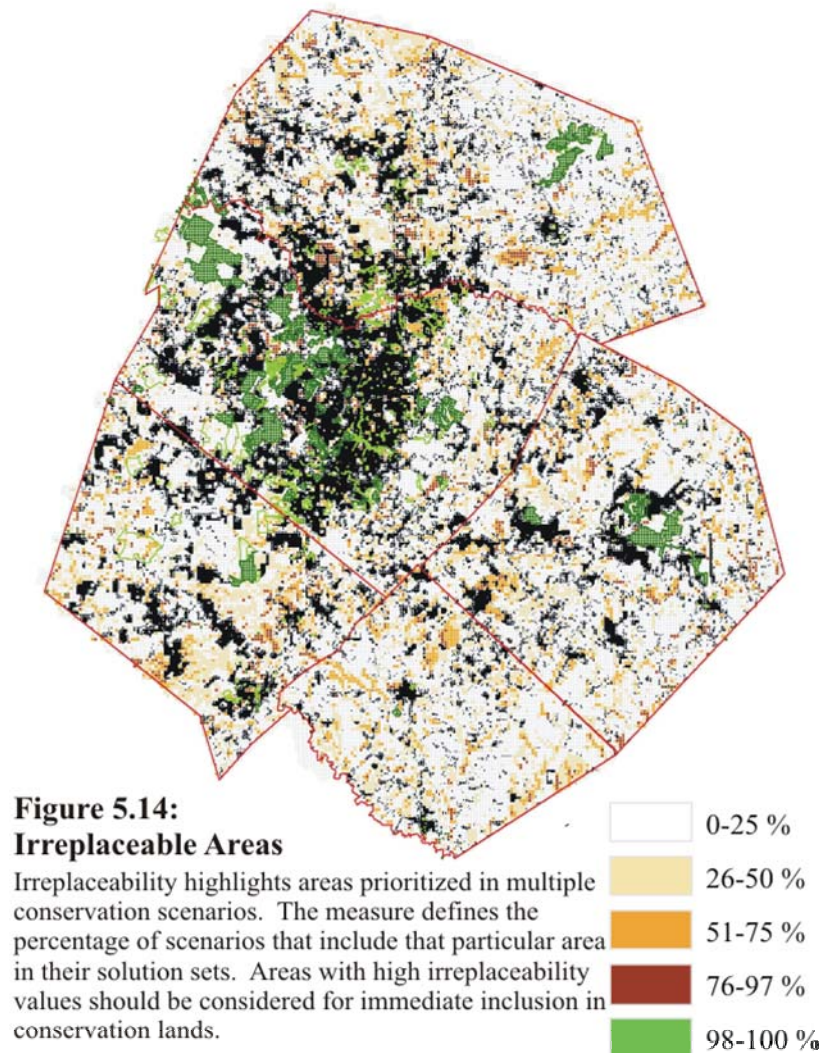 Figure 5.14:
Irreplaceable Areas
Irreplaceability highlights areas prioritized in multiple
conservation scenarios. The measure defines the
percentage of scenarios that include that particular area
in their solution sets. Areas with high irreplaceability
values should be considered for immediate inclusion in
conservation lands.
0-25 %
26-50 %
51-75 %
76-97 %
98-100 %